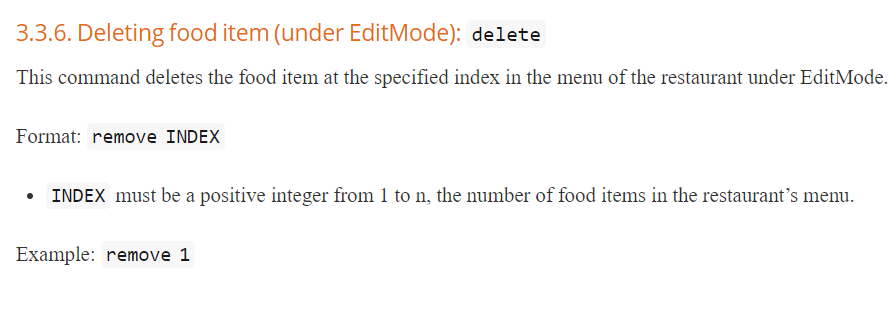 3.3.6. Deleting food item (under EditMode): delete
This command deletes the food item at the specified index in the menu of the restaurant under EditMode.
Format: remove INDEX
• INDEX must be a positive integer from 1 to n, the number of food items in the restaurant’s menu.
Example: remove 1